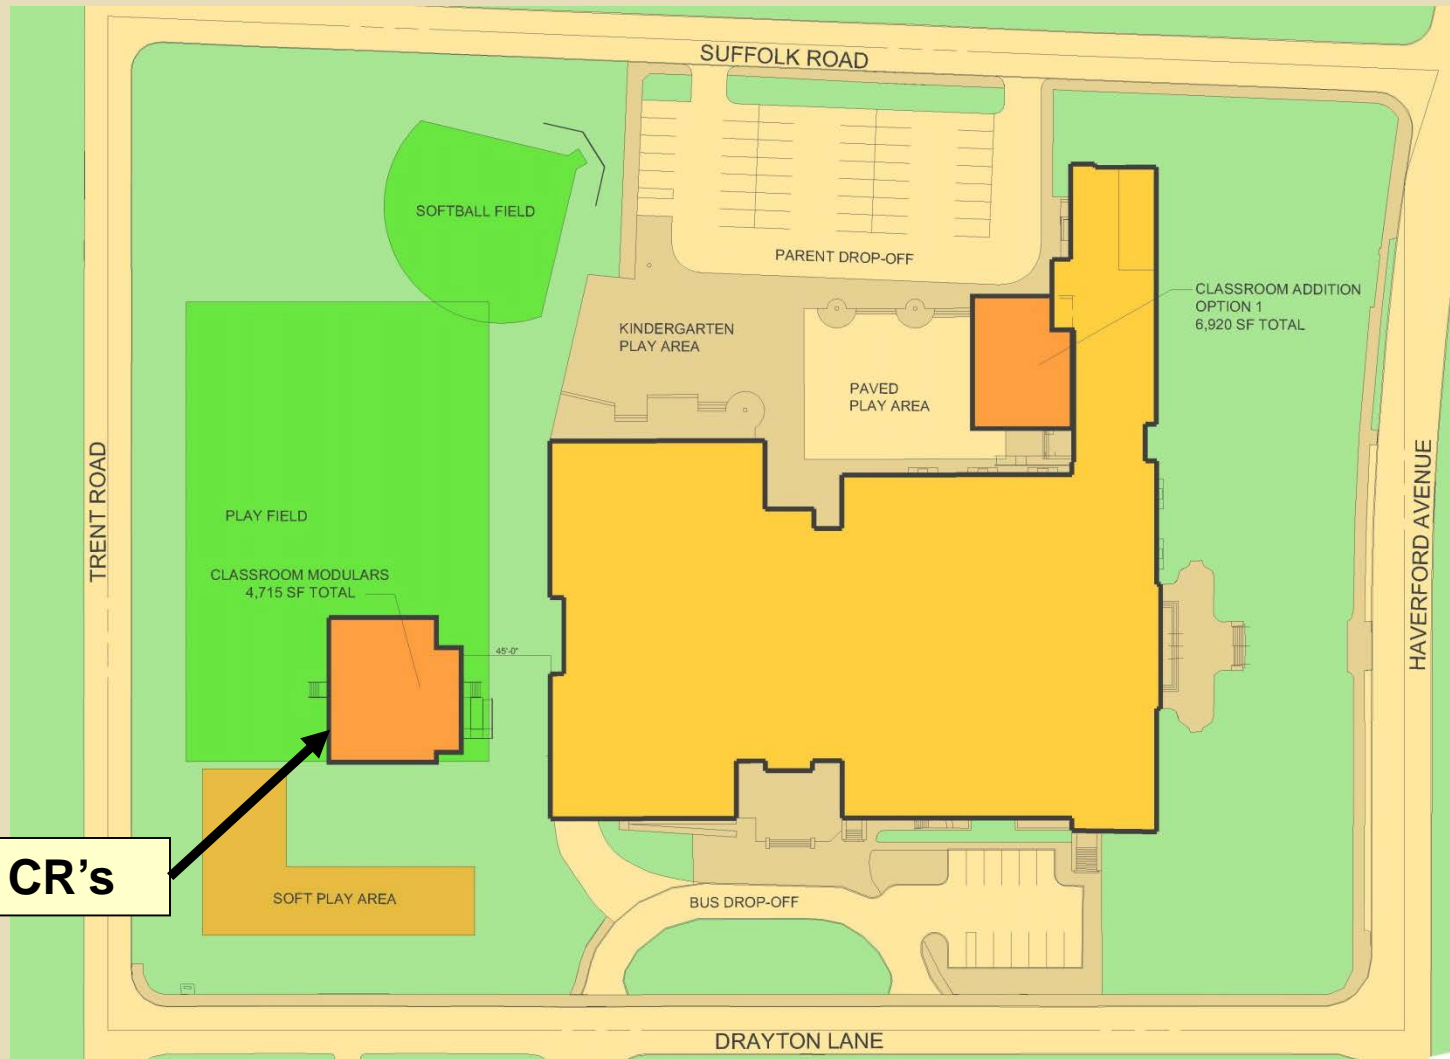 SUFFOLK ROAD
SOFTBALL FIELD
PARENT DROP-OFF
CLASSROOM ADDITION
OPTION 1
6,920 SF TOTAL
KINDERGARTEN
PLAY AREA
PAVED
PLAY AREA
TRENT ROAD
HAVERFORD AVENUE
PLAY FIELD
CLASSROOM MODULARS
4,715 SF TOTAL
45'-0"
CR’s
SOFT PLAY AREA
BUS DROP-OFF
DRAYTON LANE